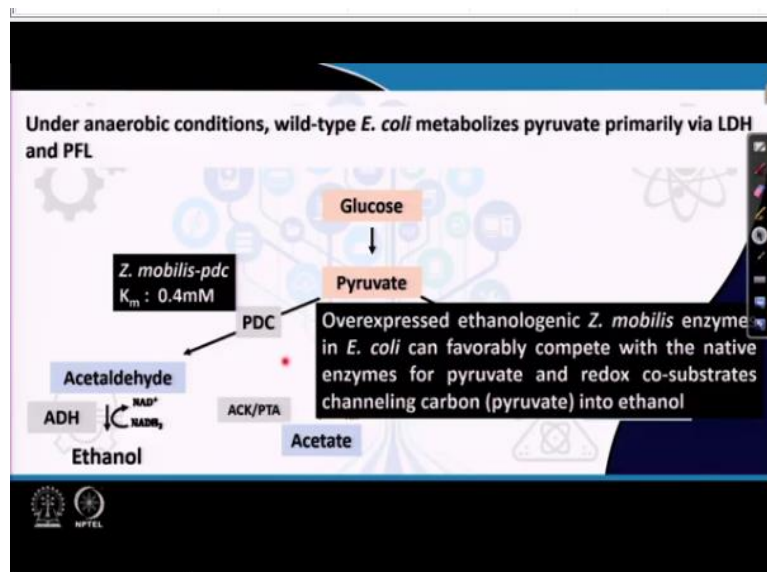 Under anaerobic conditions, wild-type E. coli metabolizes pyruvate primarily via LDH
and PFL
Glucose
Z. mobilis-pdc
Km : 0.4mM
Pyruvate
PDC
Overexpressed ethanologenic Z. mobilis enzymes
in E. coli can favorably compete with the native
enzymes for pyruvate and redox co-substrates
channeling carbon (pyruvate) into ethanol
Acetaldehyde
ADH
NAD+
NADH2
ACK/PTA
Acetate
Ethanol
NPTEL